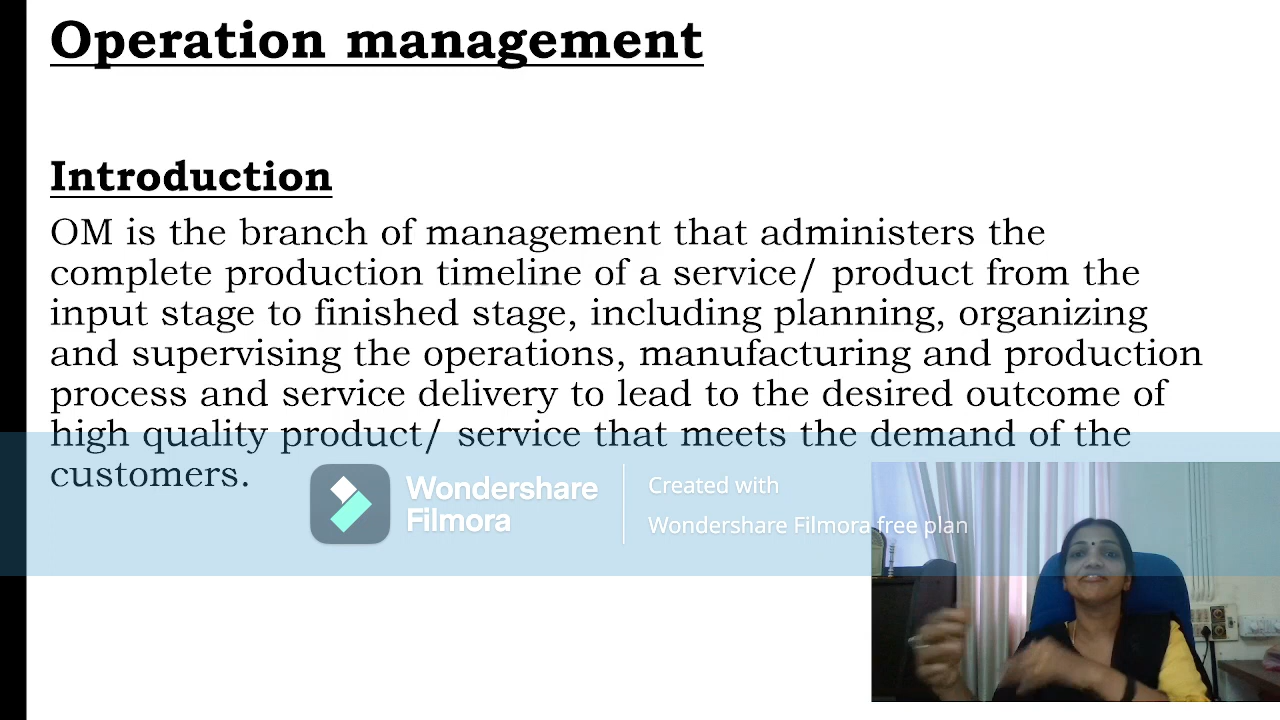 Operation management
Introduction
OM is the branch of management that administers the
complete production timeline of a service/ product from the
input stage to finished stage, including planning, organizing
and supervising the operations, manufacturing and production
process and service delivery to lead to the desired outcome of
high quality product/ service that meets the demand of the
customers.
Wondershare
Filmora
Created with
Wondershare Filmora free plan